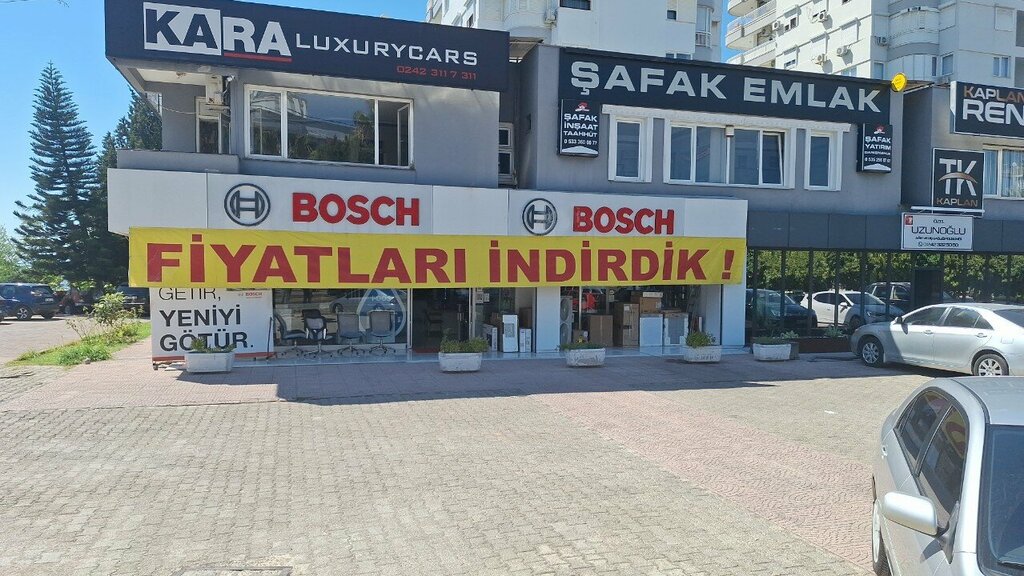 KARA LUXURYCARS
0242 311 7 311
ŞAFAK EMLAK
ŞAFAK
İNŞAAT
TAAHHÜT
ŞAFAK
YATIRIM
KAPLAN
REN
TK
KAPLAN
ÖZEL
UZUNOĞLU
BOSCH
BOSCH
FİYATLARI İNDİRDİK !
GETİR,
YENİYİ
GÖTÜR.
BOSCH